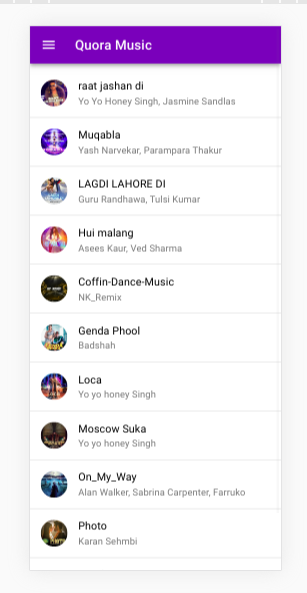 Quora Music
raat jashan di
Yo Yo Honey Singh, Jasmine Sandlas
Muqabla
Yash Narvekar, Parampara Thakur
LAGDI LAHORE DI
Guru Randhawa, Tulsi Kumar
Hui malang
Asees Kaur, Ved Sharma
Coffin-Dance-Music
NK_Remix
Genda Phool
Badshah
Loca
Yo yo honey Singh
Moscow Suka
Yo yo honey Singh
On_My_Way
Alan Walker, Sabrina Carpenter, Farruko
Photo
Karan Sehmbi